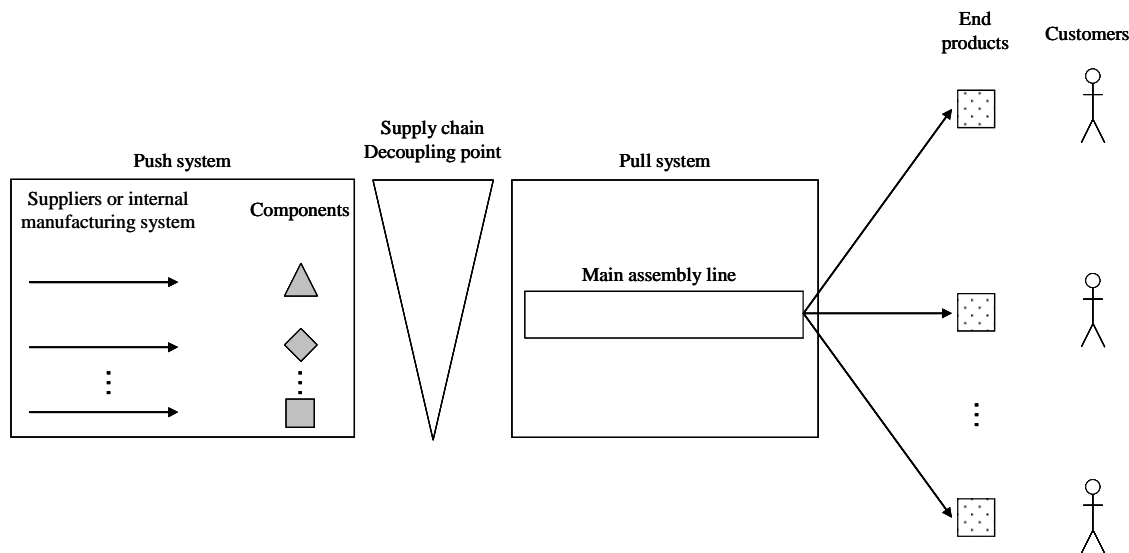 End
products
Customers
Supply chain
Decoupling point
Push system
Pull system
Suppliers or internal
manufacturing system
Components
Main assembly line